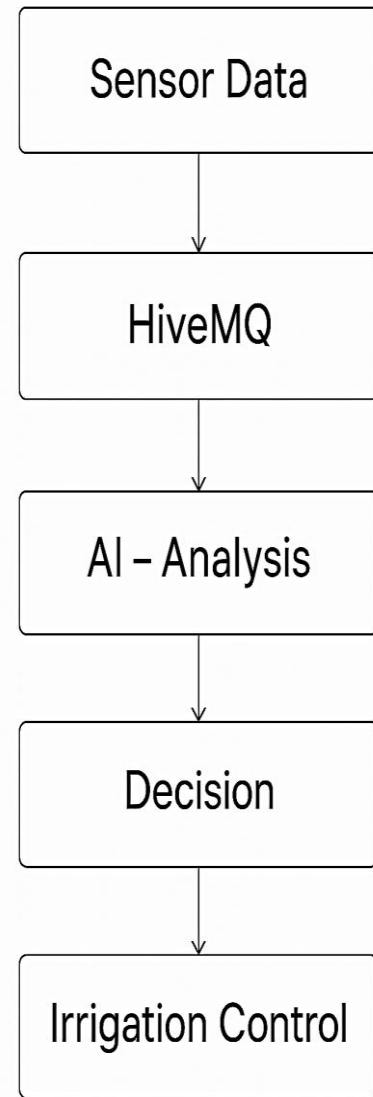 Sensor Data
HiveMQ
AI – Analysis
Decision
Irrigation Control